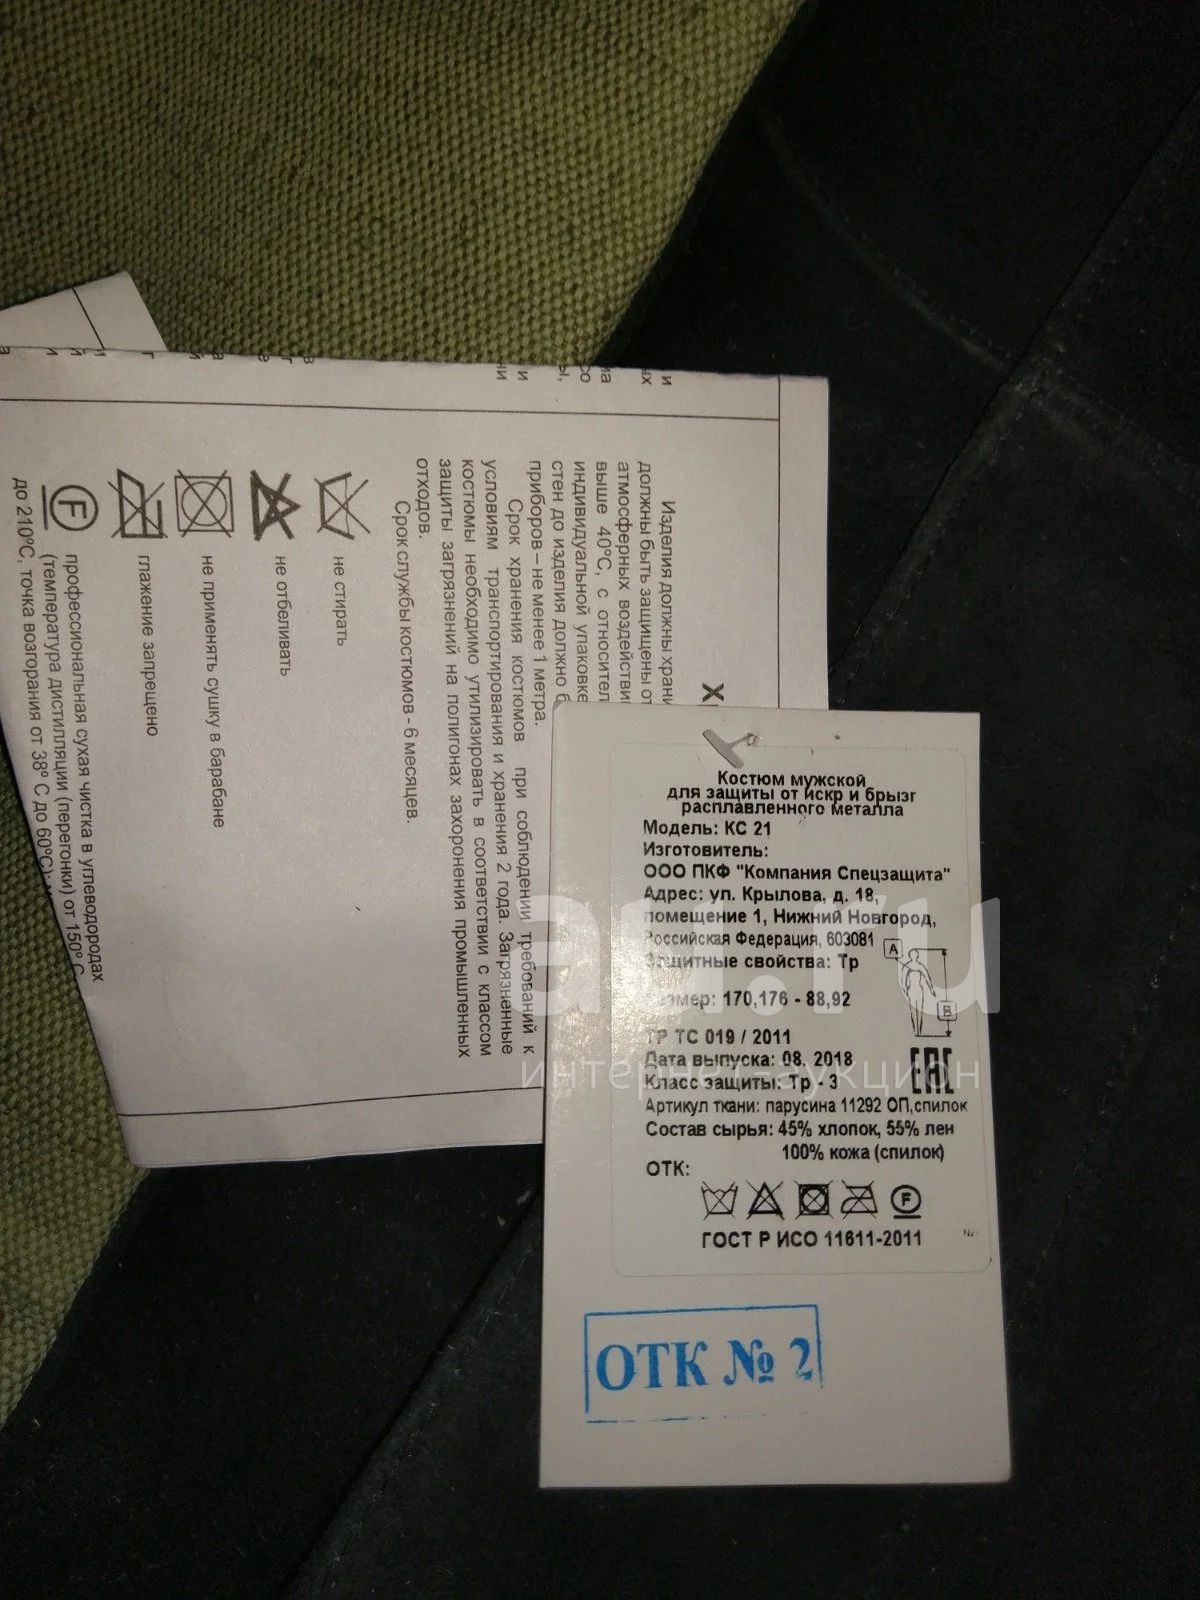 Изделия должны
должны быть защищены от
атмосферных
выше 40°С, с
индивидуальной упаковке
стен до изделия должно
приборов – не менее 1 метра.
Срок хранения костюмов при соблюдении требований к
условиям транспортирования и хранения 2 года. Загрязненные
костюмы необходимо утилизировать в соответствии с классом
защиты загрязнений на полигонах захоронения промышленных
отходов.
Срок службы костюмов - 6 месяцев.
не стирать
не отбеливать
не применять сушку в барабане
глажение запрещено
профессиональная сухая чистка в углеводородах
(температура дистилляции (перегонки) от 150° С
до 210°С, точка возгорания от 38° С до 60°С);
Костюм мужской
для защиты от искр и брызг
расплавленного металла
Модель: КС 21
Изготовитель:
ООО ПКФ "Компания Спецзащита"
Адрес: ул. Крылова, д. 18,
помещение 1, Нижний Новгород,
Российская Федерация, 603081
Защитные свойства: Тр
А
В
Размер: 170,176 - 88,92
ТР ТС 019 / 2011
Дата выпуска: 08. 2018
Класс защиты: Тр - 3
EAC
Артикул ткани: парусина 11292 ОП,спилок
Состав сырья: 45% хлопок, 55% лен
100% кожа (спилок)
ОТК:
F
ГОСТ Р ИСО 11611-2011
ОТК № 2
au.ru
интернет-аукцион